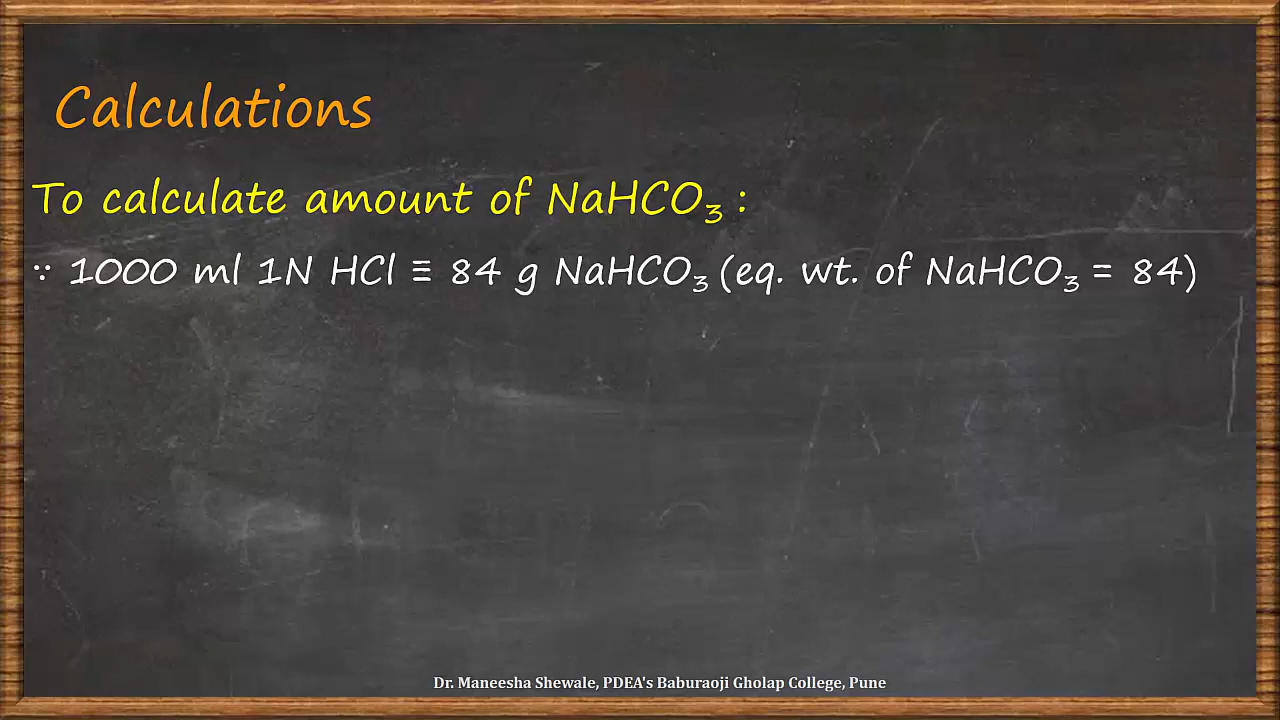 Calculations
To calculate amount of NaHCO₃ :
∵ 1000 ml 1N HCl ≡ 84 g NaHCO₃ (eq. wt. of NaHCO₃ = 84)
Dr. Maneesha Shewale, PDEA's Baburaoji Gholap College, Pune